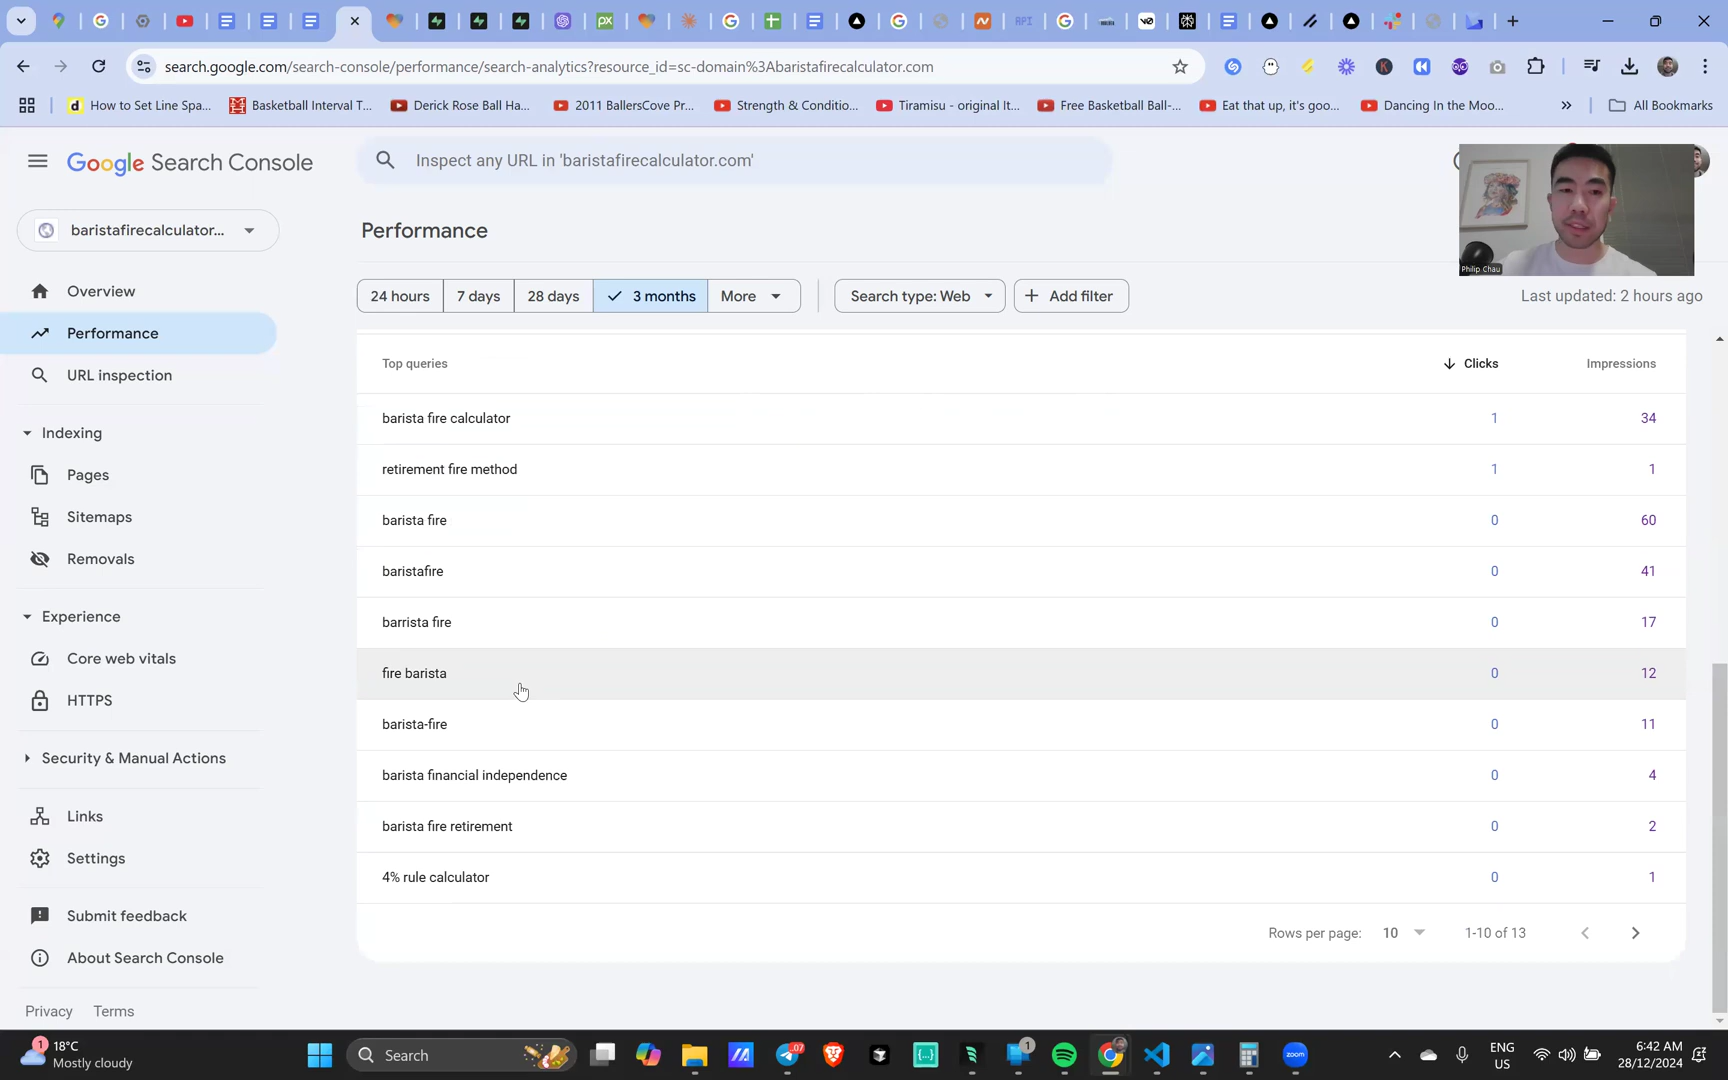 search.google.com/search-console/performance/search-analytics?resource_id=sc-domain%3Abaristafirecalculator.com
How to Set Line Spa...
Basketball Interval T...
Derick Rose Ball Ha...
2011 BallersCove Pr...
Strength & Conditio...
Tiramisu - original It...
Free Basketball Ball-...
Eat that up, it's goo...
Dancing In the Moo...
All Bookmarks
Google Search Console
Inspect any URL in 'baristafirecalculator.com'
Philip Chau
baristafirecalculator...
Performance
24 hours
7 days
28 days
3 months
More
Search type: Web
Add filter
Last updated: 2 hours ago
Overview
Performance
URL inspection
Indexing
Pages
Sitemaps
Removals
Experience
Core web vitals
HTTPS
Security & Manual Actions
Links
Settings
Submit feedback
About Search Console
Privacy Terms
Top queries Clicks Impressions
barista fire calculator 1 34
retirement fire method 1 1
barista fire 0 60
baristafire 0 41
barrista fire 0 17
fire barista 0 12
barista-fire 0 11
barista financial independence 0 4
barista fire retirement 0 2
4% rule calculator 0 1
Rows per page: 10 1-10 of 13
1
18°C
Mostly cloudy
Search
1
zoom
ENG
US
6:42 AM
28/12/2024